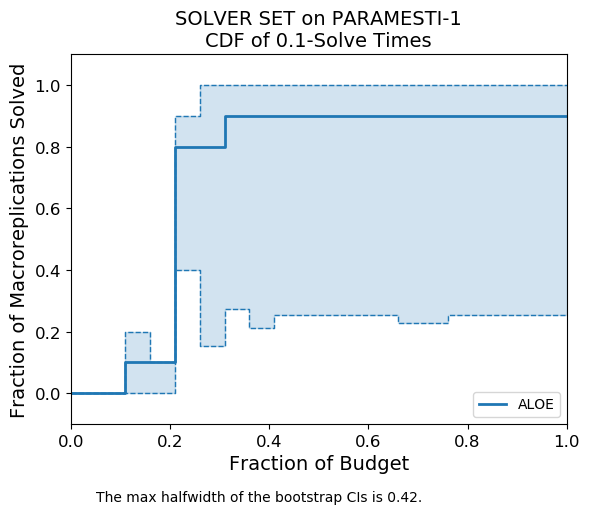 SOLVER SET on PARAMESTI-1
CDF of 0.1-Solve Times
Fraction of Macroreplications Solved
1.0
0.8
0.6
0.4
0.2
0.0
ALOE
0.0 0.2 0.4 0.6 0.8 1.0
Fraction of Budget
The max halfwidth of the bootstrap CIs is 0.42.